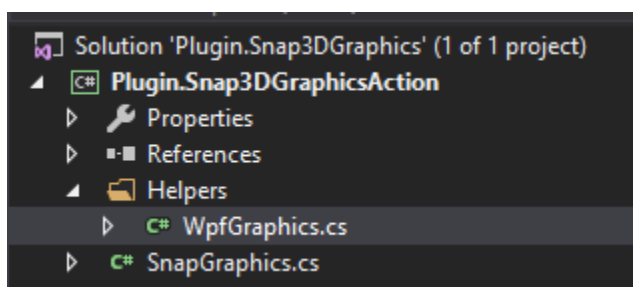 Solution 'Plugin.Snap3DGraphics' (1 of 1 project)
C# Plugin.Snap3DGraphicsAction
Properties
References
Helpers
C# WpfGraphics.cs
C# SnapGraphics.cs